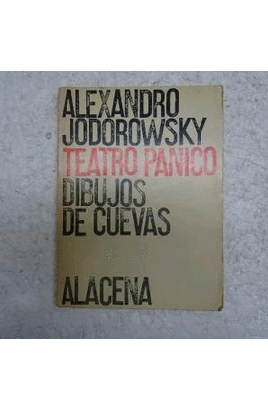 ALEXANDRO
JODOROWSKY
TEATRO PANICO
DIBUJOS
DE CUEVAS
ALACENA